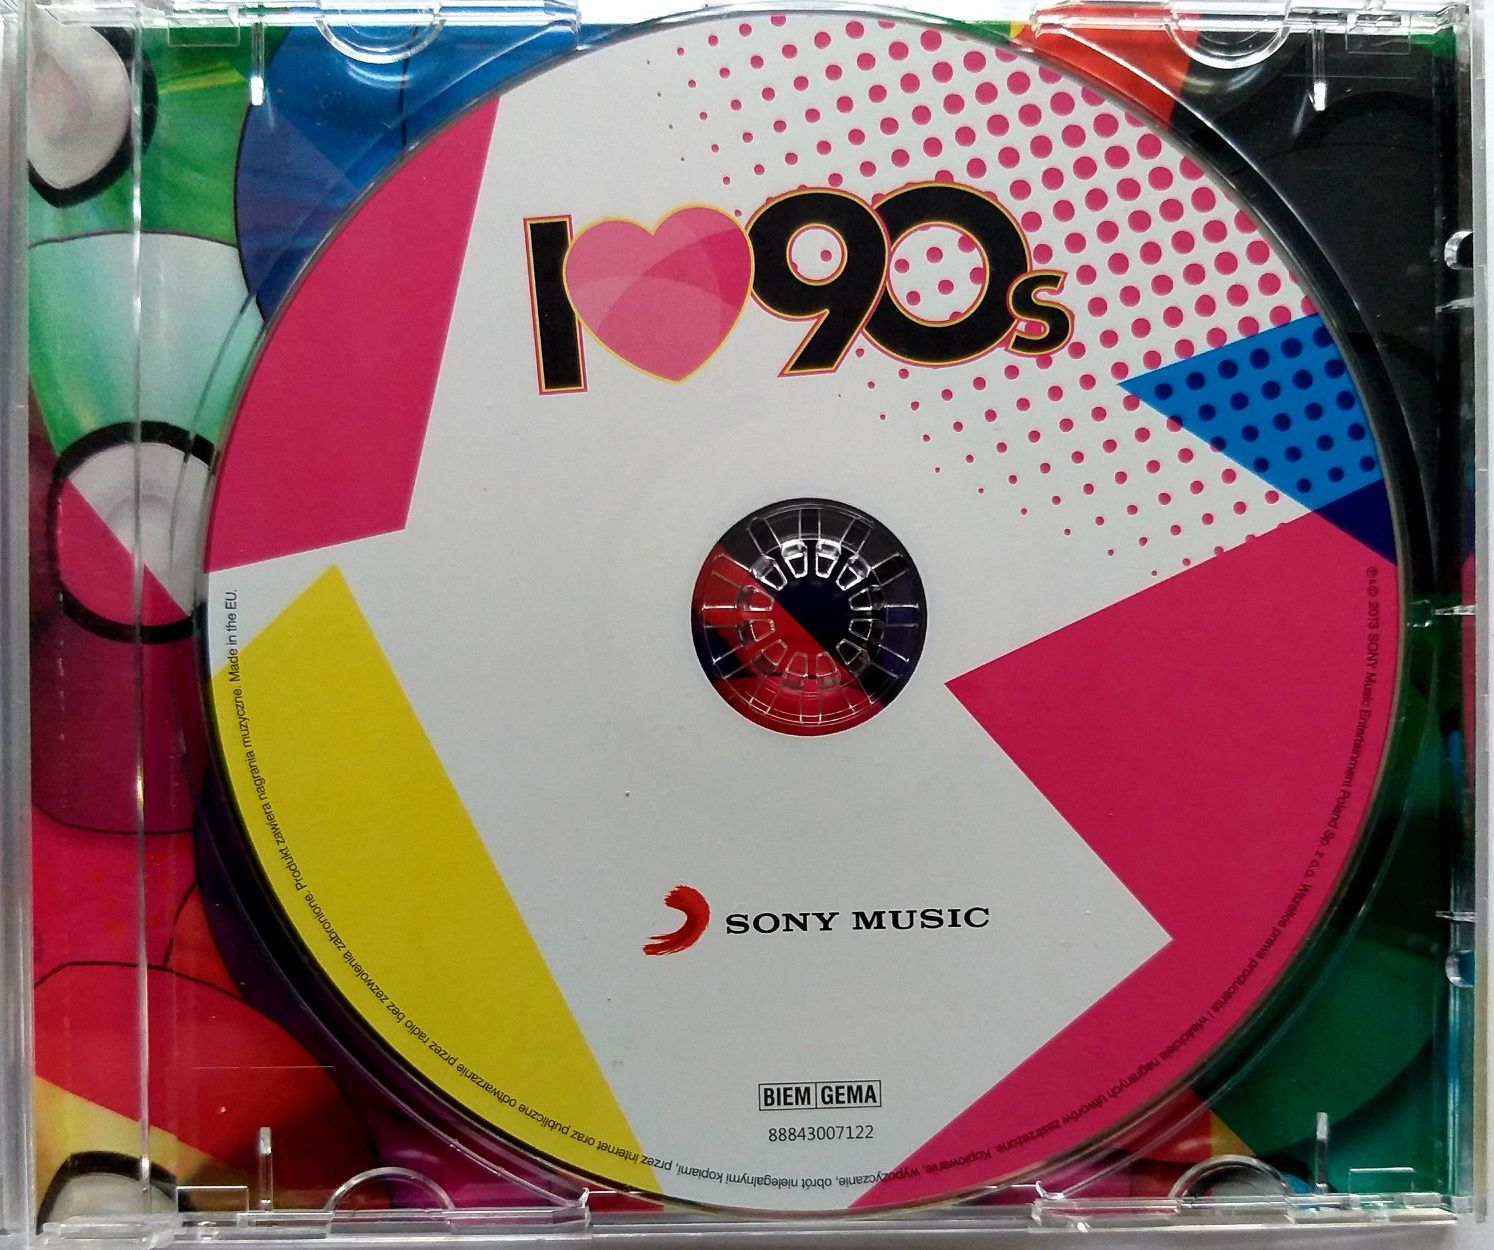 I ♥ 90s
SONY MUSIC
BIEM GEMA
88843007122
℗ & © 2013 SONY Music Entertainment Poland Sp. z o.o. Wszelkie prawa producenta i właściciela nagranych utworów zastrzeżone. Kopiowanie, wypożyczanie, obrót nielegalnymi kopiami, przez internet oraz publiczne odtwarzanie przez radio bez zezwolenia zabronione. Produkt zawiera nagrania muzyczne. Made in the EU.